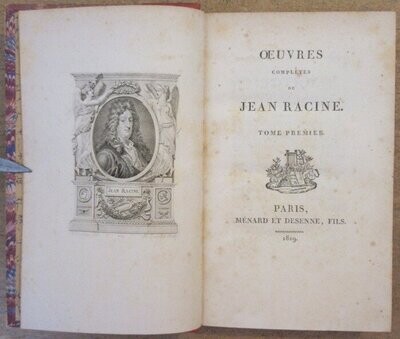 JEAN RACINE
ŒUVRES
COMPLÈTES
DE
JEAN RACINE.
TOME PREMIER.
PARIS,
MÉNARD ET DESENNE, FILS.
1819.